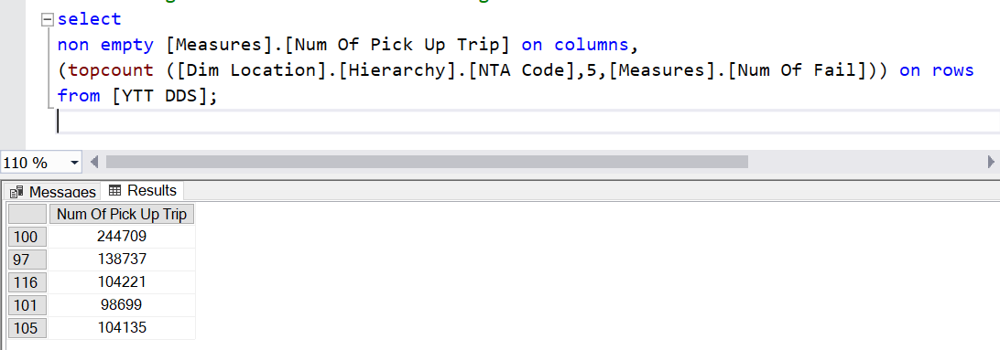 select
non empty [Measures].[Num Of Pick Up Trip] on columns,
(topcount ([Dim Location].[Hierarchy].[NTA Code],5,[Measures].[Num Of Fail])) on rows
from [YTT DDS];
110 %
Messages Results
Num Of Pick Up Trip
100 244709
97 138737
116 104221
101 98699
105 104135